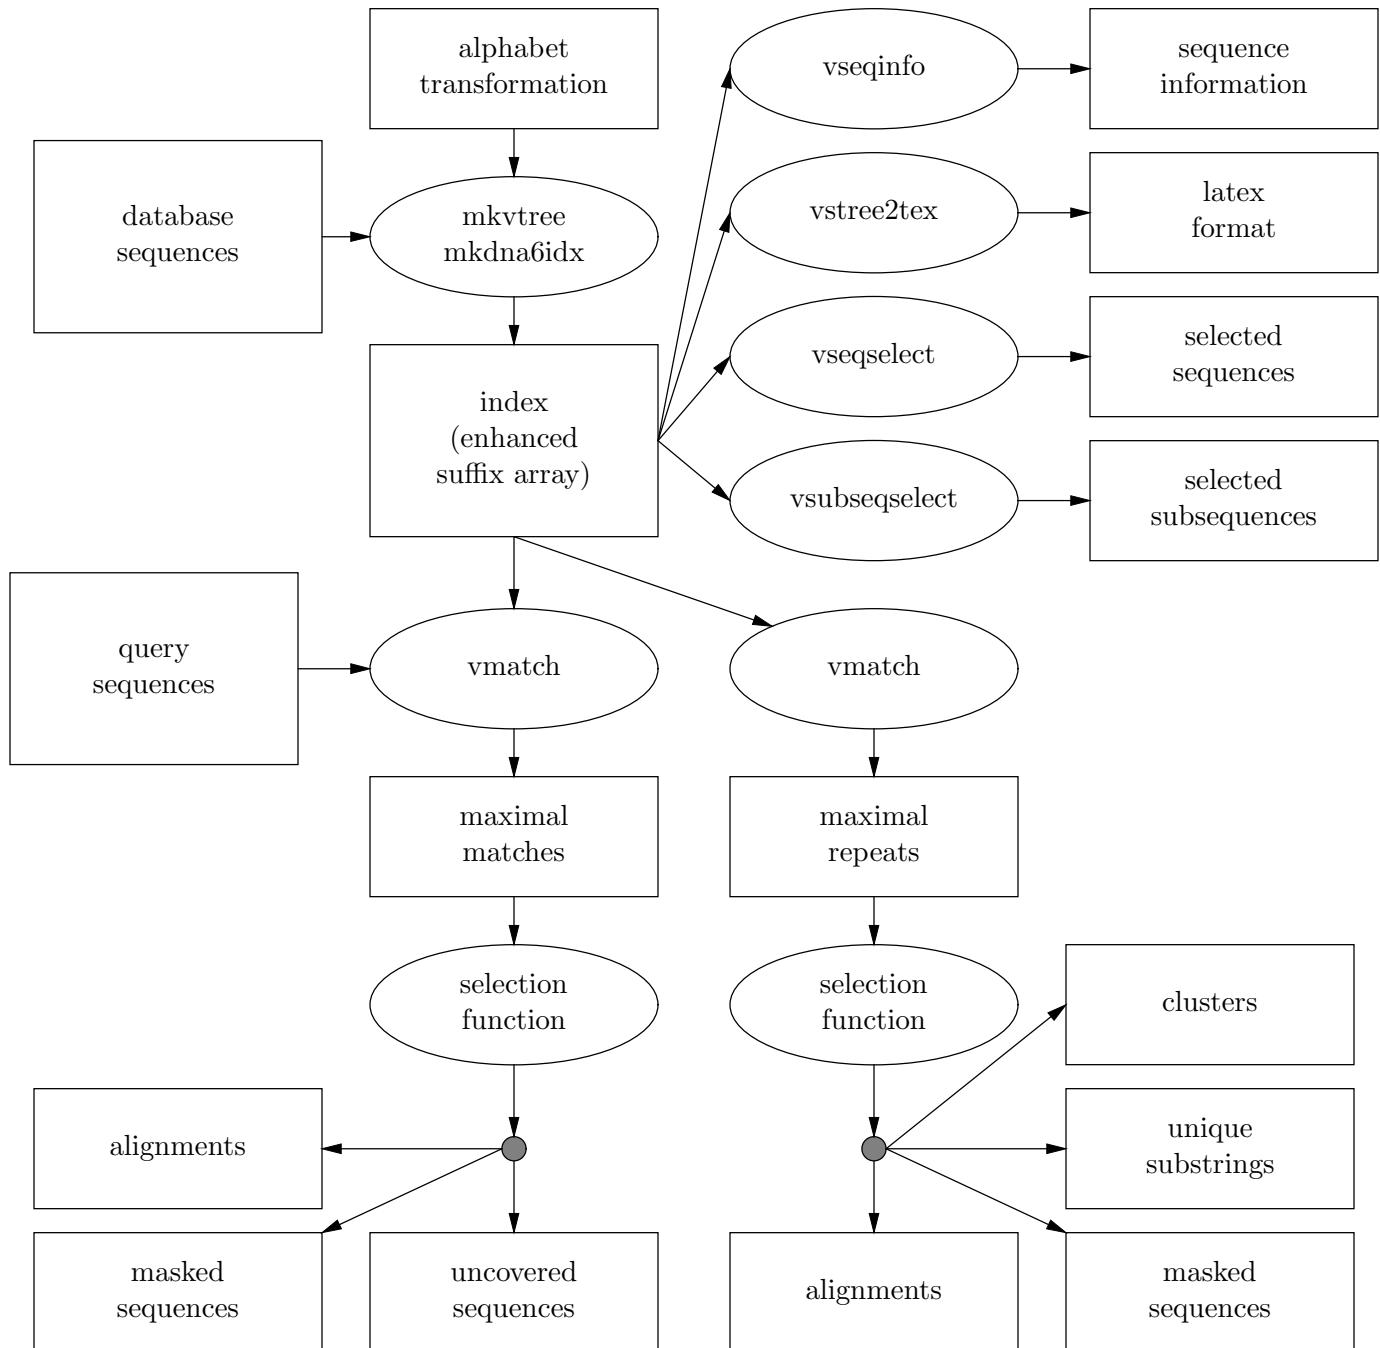 alphabet
transformation
vseqinfo
sequence
information
database
sequences
mkvtree
mkdna6idx
vstree2tex
latex
format
index
(enhanced
suffix array)
vseqselect
selected
sequences
vsubseqselect
selected
subsequences
query
sequences
vmatch
vmatch
maximal
matches
maximal
repeats
selection
function
selection
function
clusters
alignments
unique
substrings
masked
sequences
uncovered
sequences
alignments
masked
sequences